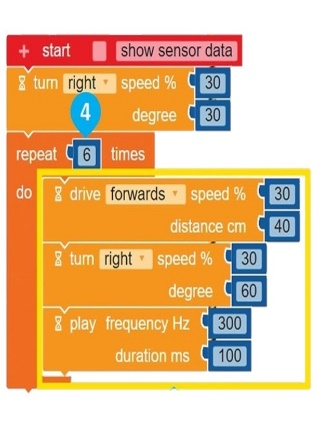 + start show sensor data
turn right speed % 30
degree 30
4
repeat 6 times
do
drive forwards speed % 30
distance cm 40
turn right speed % 30
degree 60
play frequency Hz 300
duration ms 100